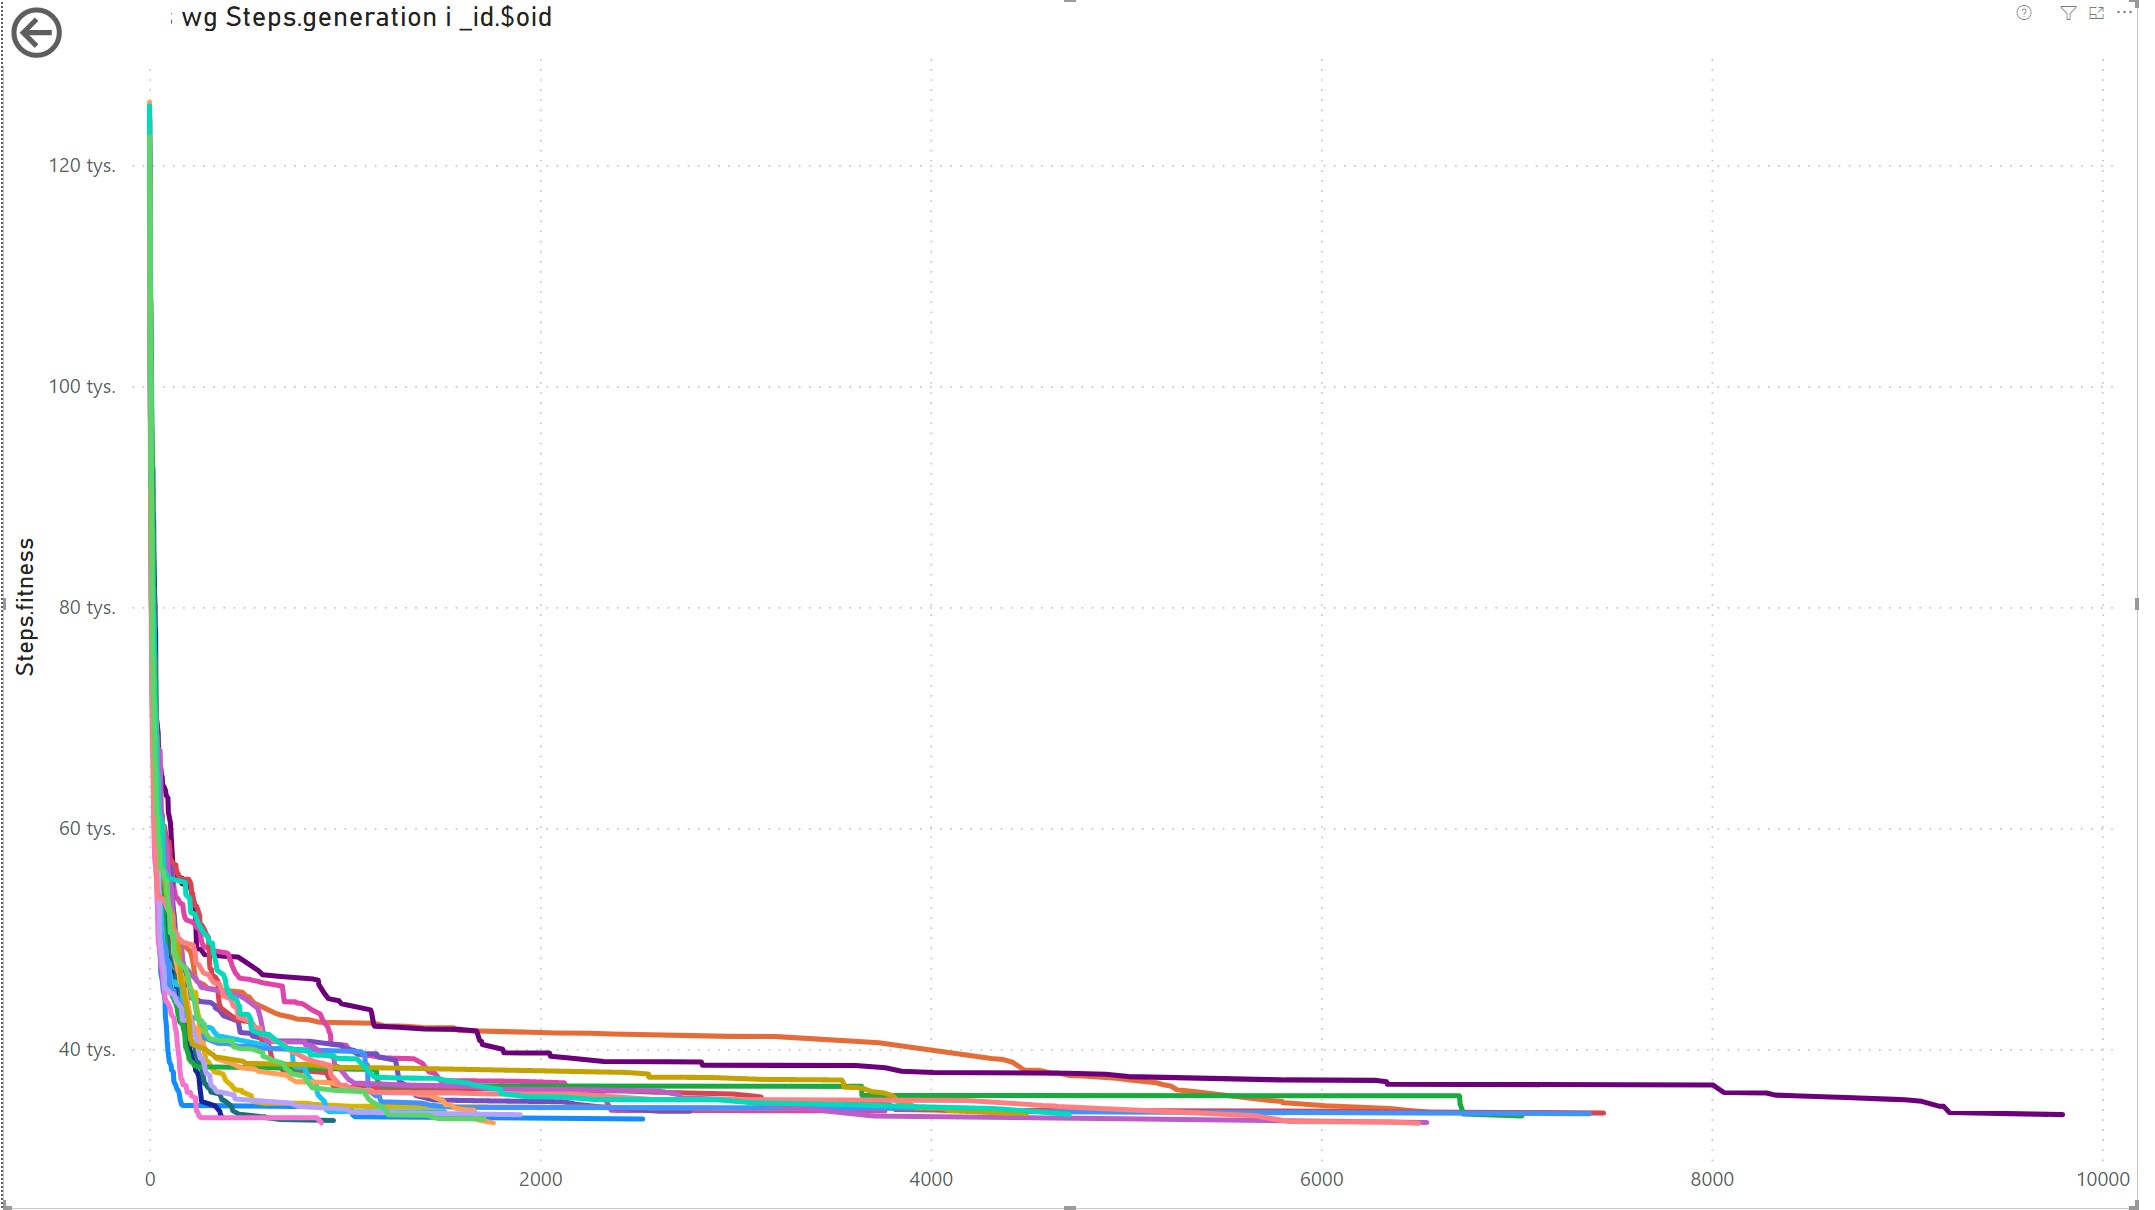 wg Steps.generation i _id.$oid
120 tys.
100 tys.
80 tys.
60 tys.
40 tys.
Steps.fitness
0 2000 4000 6000 8000 10000